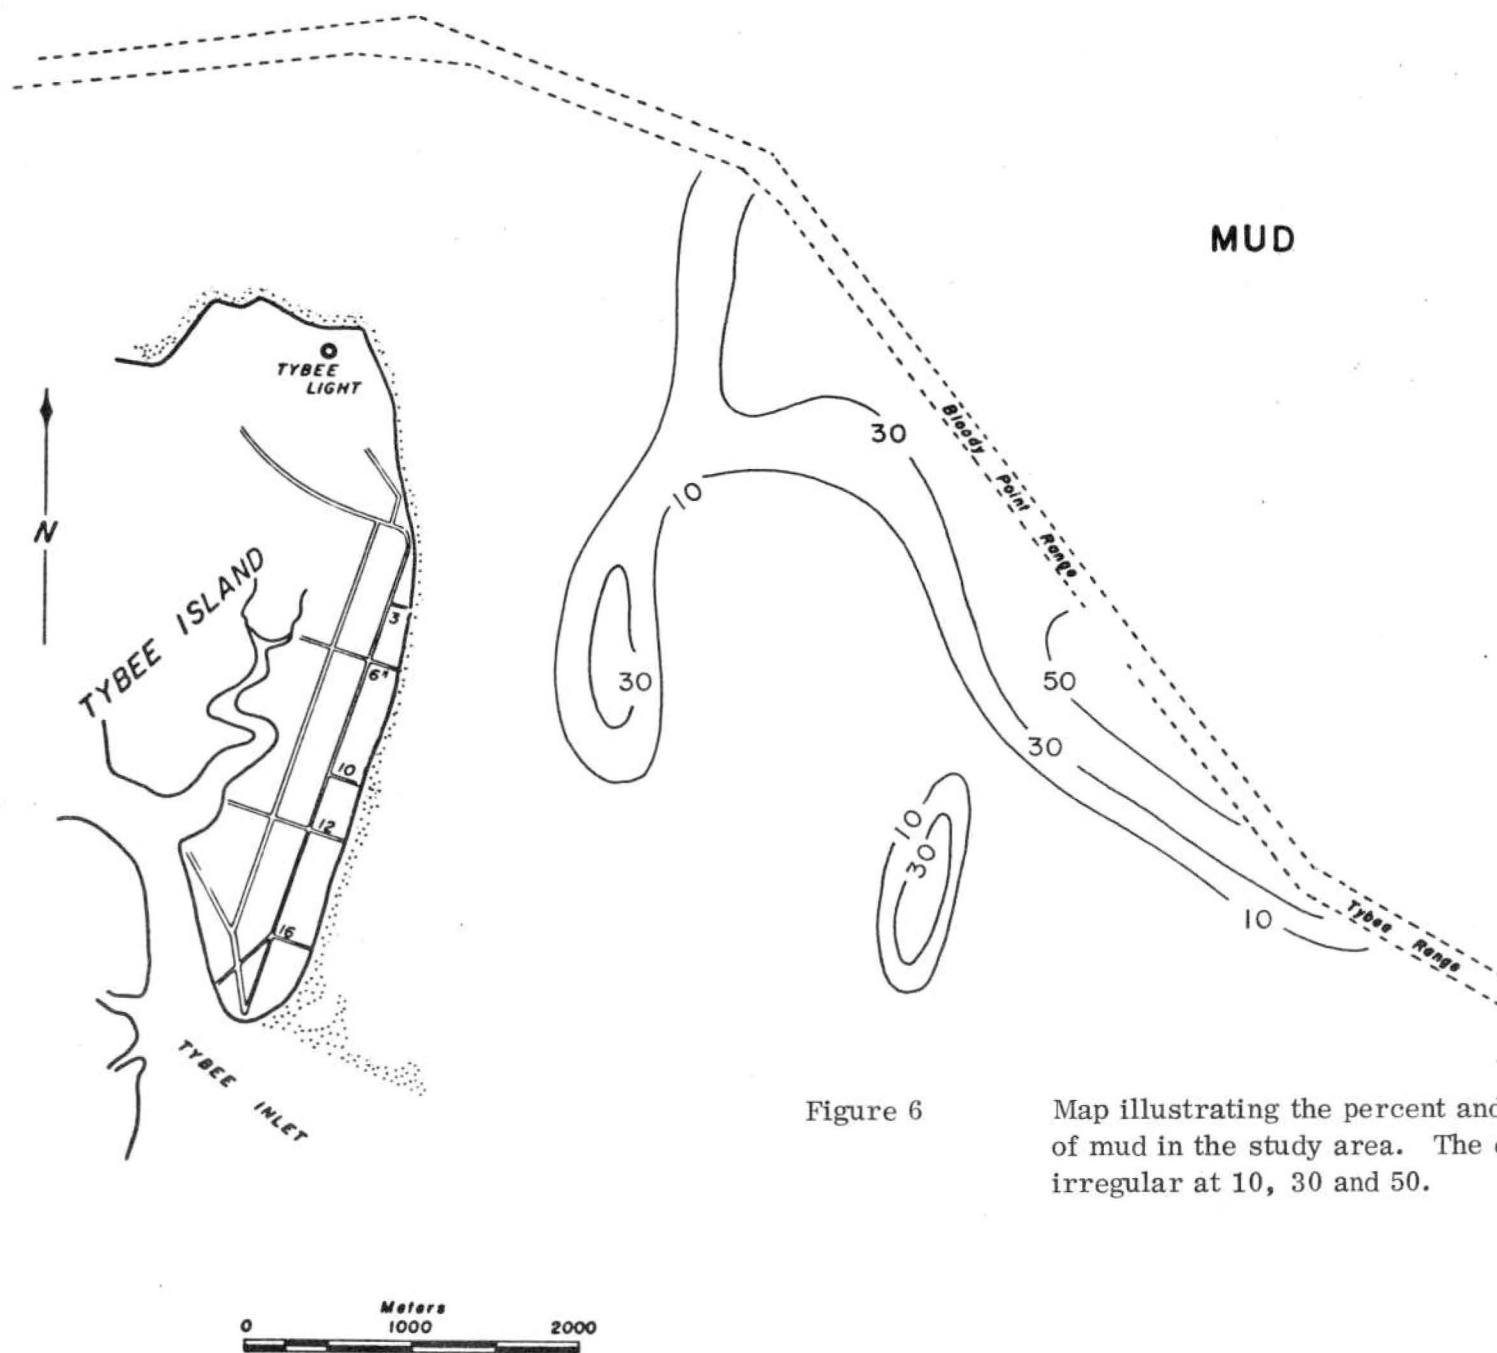 MUD
TYBEE
LIGHT
N
TYBEE ISLAND
3
6
10
12
16
TYBEE INLET
30
10
30
50
30
10
30
10
Bloody Point Range
Tybee Range
Figure 6
Map illustrating the percent and
of mud in the study area. The
irregular at 10, 30 and 50.
Meters
0 1000 2000